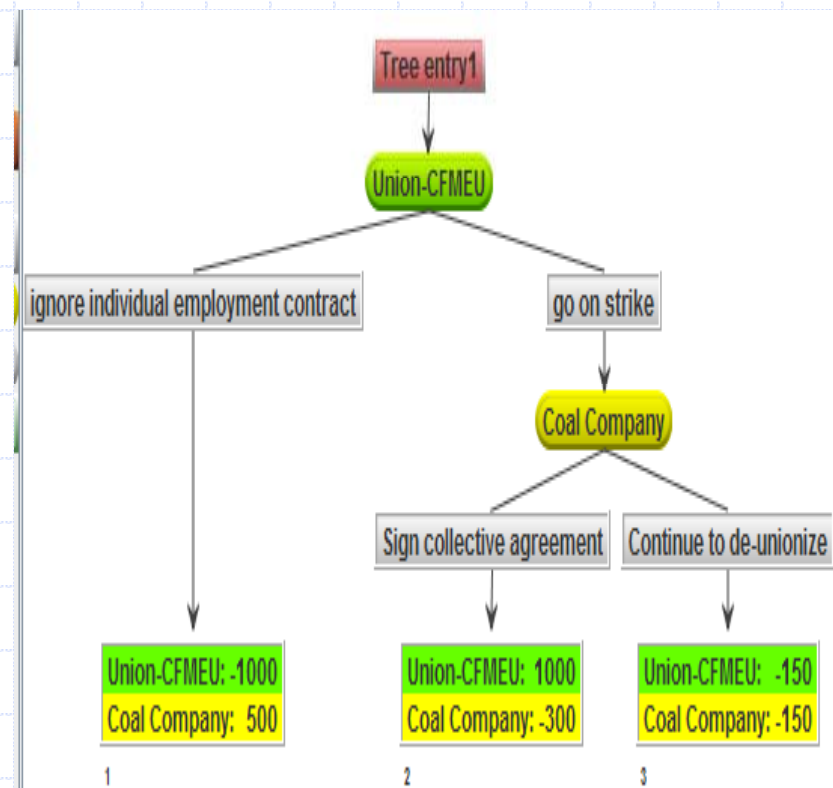 Tree entry1
Union-CFMEU
ignore individual employment contract
go on strike
Coal Company
Sign collective agreement
Continue to de-unionize
Union-CFMEU: -1000
Coal Company: 500
Union-CFMEU: 1000
Coal Company: -300
Union-CFMEU: -150
Coal Company: -150
1
2
3